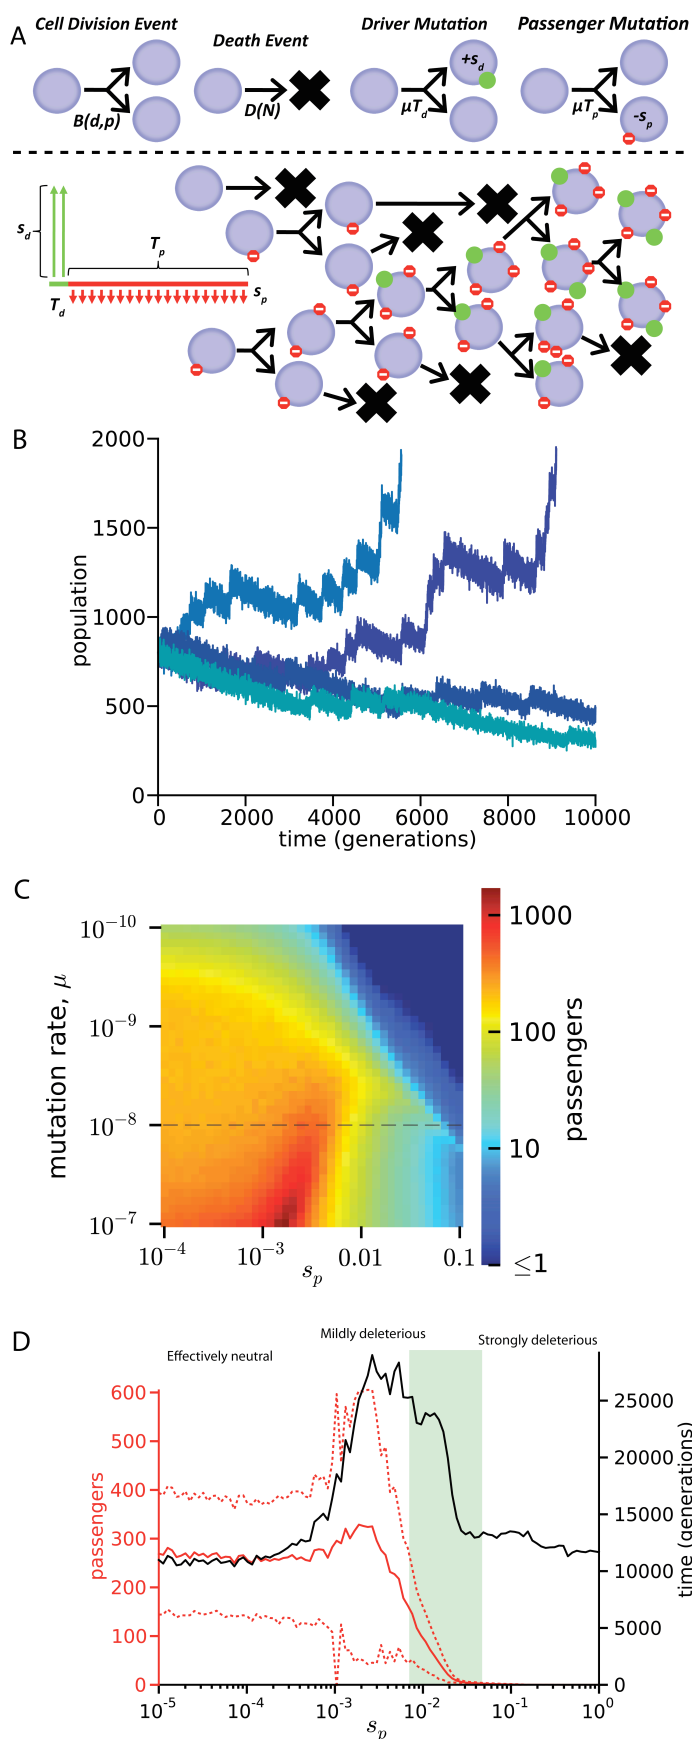 A
Cell Division Event
Death Event
Driver Mutation
Passenger Mutation
B(d,p)
D(N)
+s_d
μT_d
μT_p
-s_p
s_d
T_p
T_d
s_p
B
2000
1500
1000
500
0
population
0 2000 4000 6000 8000 10000
time (generations)
C
10⁻¹⁰
10⁻⁹
10⁻⁸
10⁻⁷
mutation rate, μ
10⁻⁴ 10⁻³ 0.01 0.1
s_p
1000
100
10
≤1
passengers
D
Effectively neutral
Mildly deleterious
Strongly deleterious
600
500
400
300
200
100
0
passengers
25000
20000
15000
10000
5000
0
time (generations)
10⁻⁵ 10⁻⁴ 10⁻³ 10⁻² 10⁻¹ 10⁰
s_p